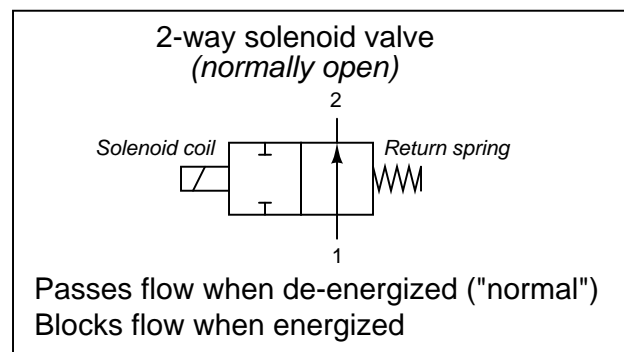 2-way solenoid valve
(normally open)
2
Solenoid coil
Return spring
1
Passes flow when de-energized ("normal")
Blocks flow when energized